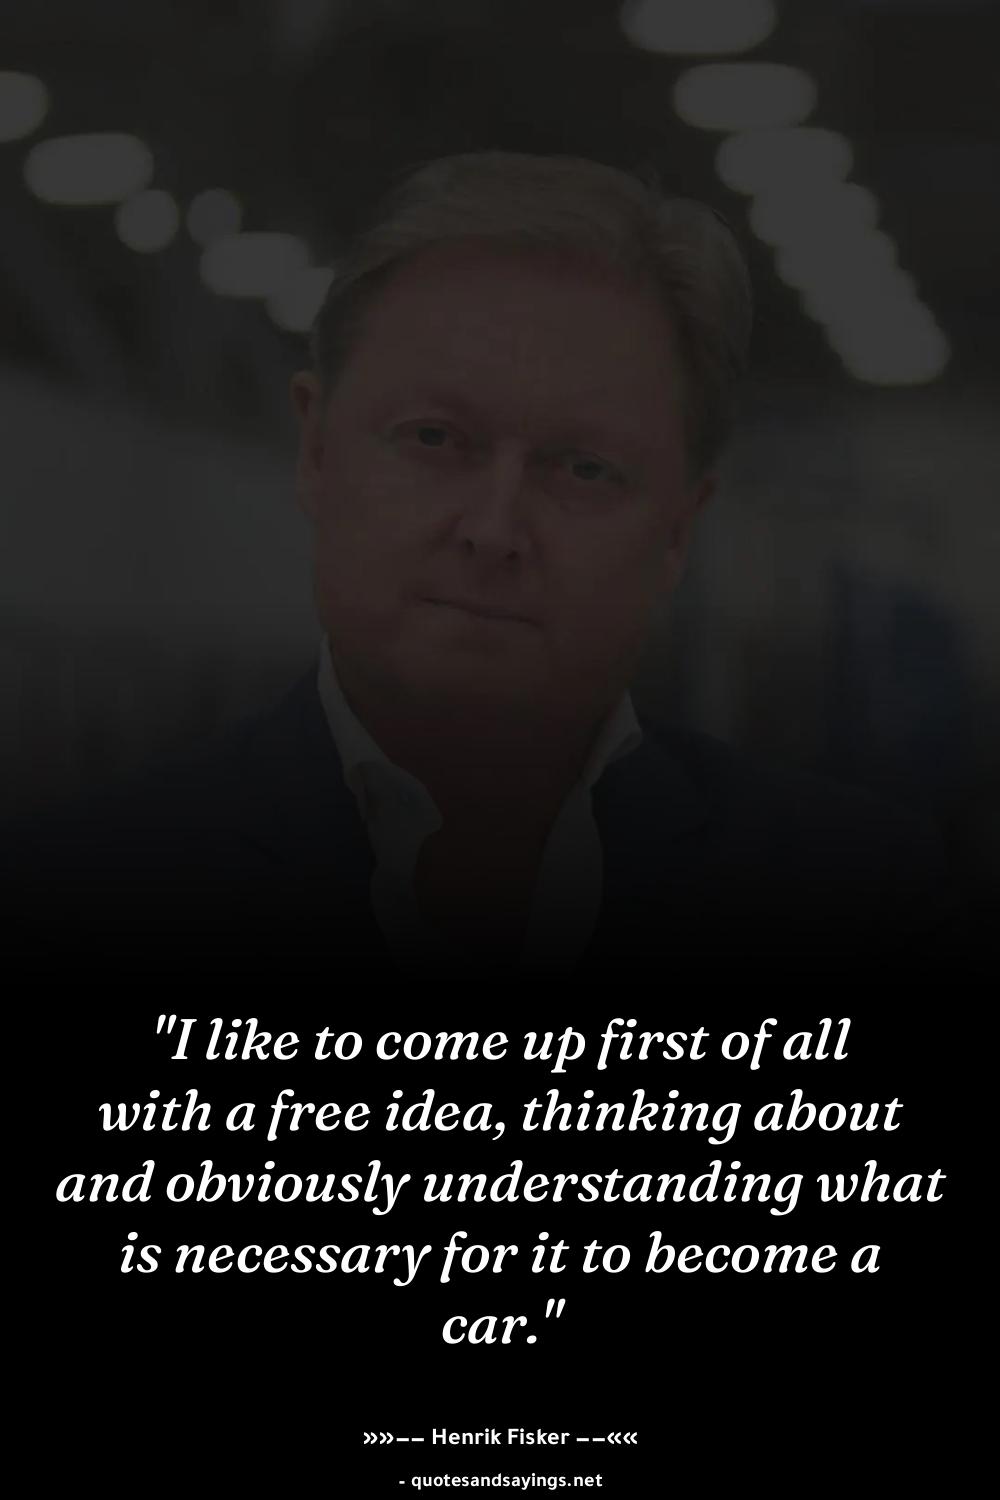 "I like to come up first of all
with a free idea, thinking about
and obviously understanding what
is necessary for it to become a
car."
»»–– Henrik Fisker ––««
- quotesandsayings.net